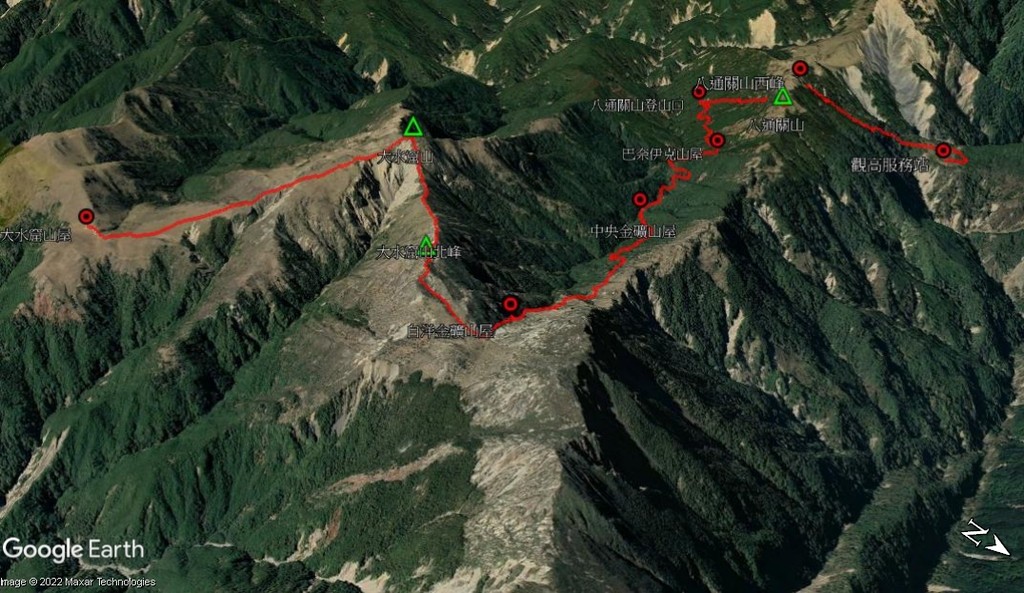 八通關山西峰
八通關山登山口
八通關山
大水窟山
巴奈伊克山屋
觀高服務站
大水窟山屋
中央金礦山屋
大水窟山北峰
白洋金礦山屋
N
Google Earth
Image © 2022 Maxar Technologies